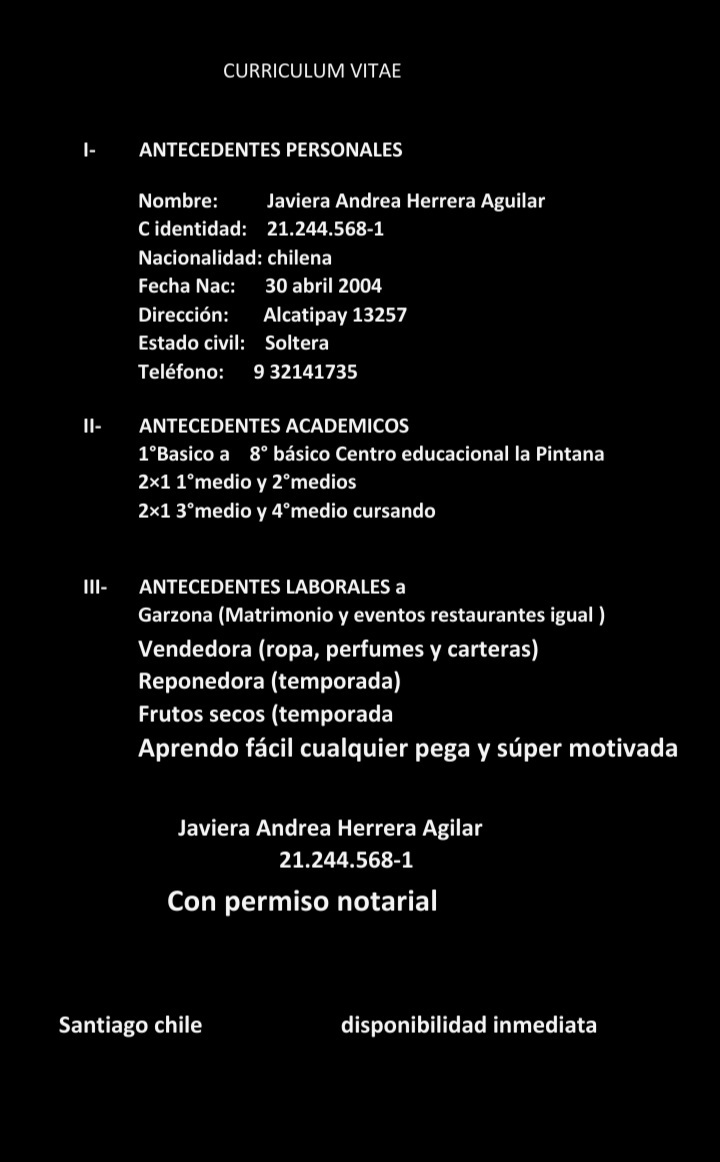 CURRICULUM VITAE
I- ANTECEDENTES PERSONALES
Nombre: Javiera Andrea Herrera Aguilar
C identidad: 21.244.568-1
Nacionalidad: chilena
Fecha Nac: 30 abril 2004
Dirección: Alcatipay 13257
Estado civil: Soltera
Teléfono: 9 32141735
II- ANTECEDENTES ACADEMICOS
1°Basico a 8° básico Centro educacional la Pintana
2×1 1°medio y 2°medios
2×1 3°medio y 4°medio cursando
III- ANTECEDENTES LABORALES a
Garzona (Matrimonio y eventos restaurantes igual )
Vendedora (ropa, perfumes y carteras)
Reponedora (temporada)
Frutos secos (temporada
Aprendo fácil cualquier pega y súper motivada
Javiera Andrea Herrera Agilar
21.244.568-1
Con permiso notarial
Santiago chile disponibilidad inmediata